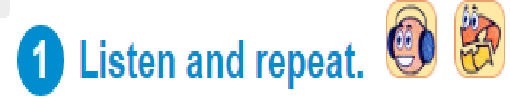 1 Listen and repeat.